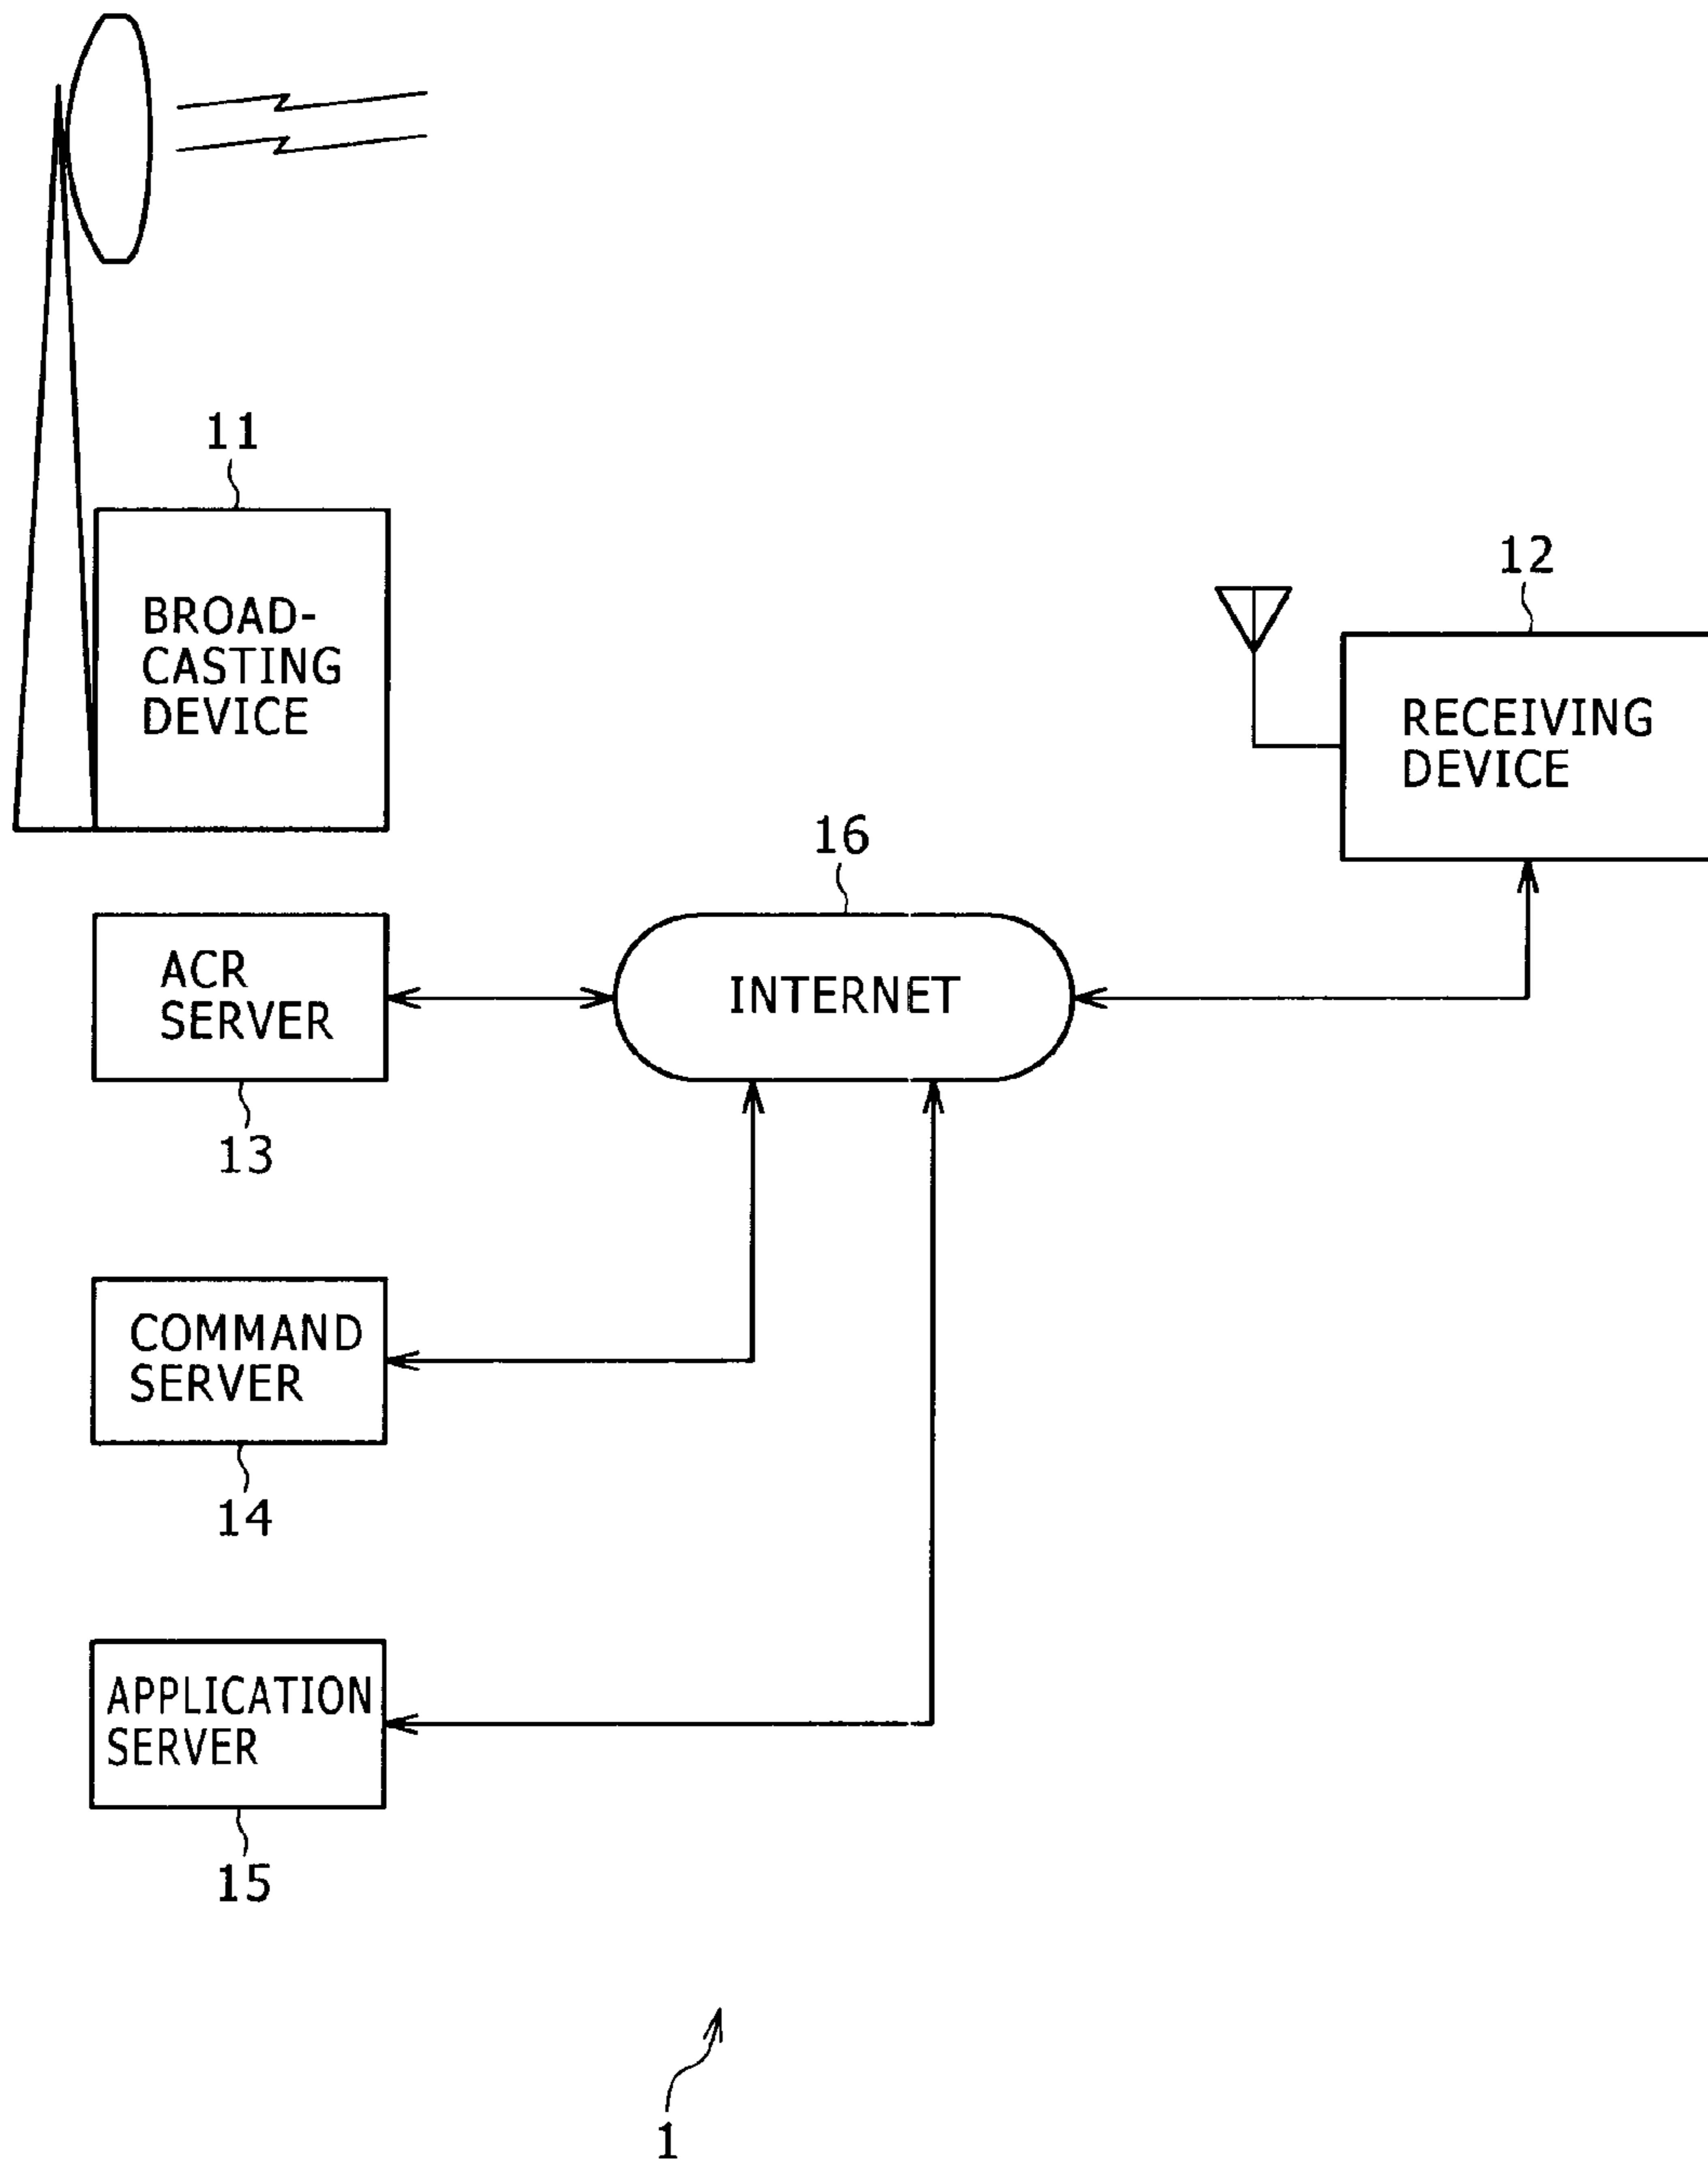 11
BROAD-
CASTING
DEVICE
12
RECEIVING
DEVICE
16
INTERNET
ACR
SERVER
13
COMMAND
SERVER
14
APPLICATION
SERVER
15
1